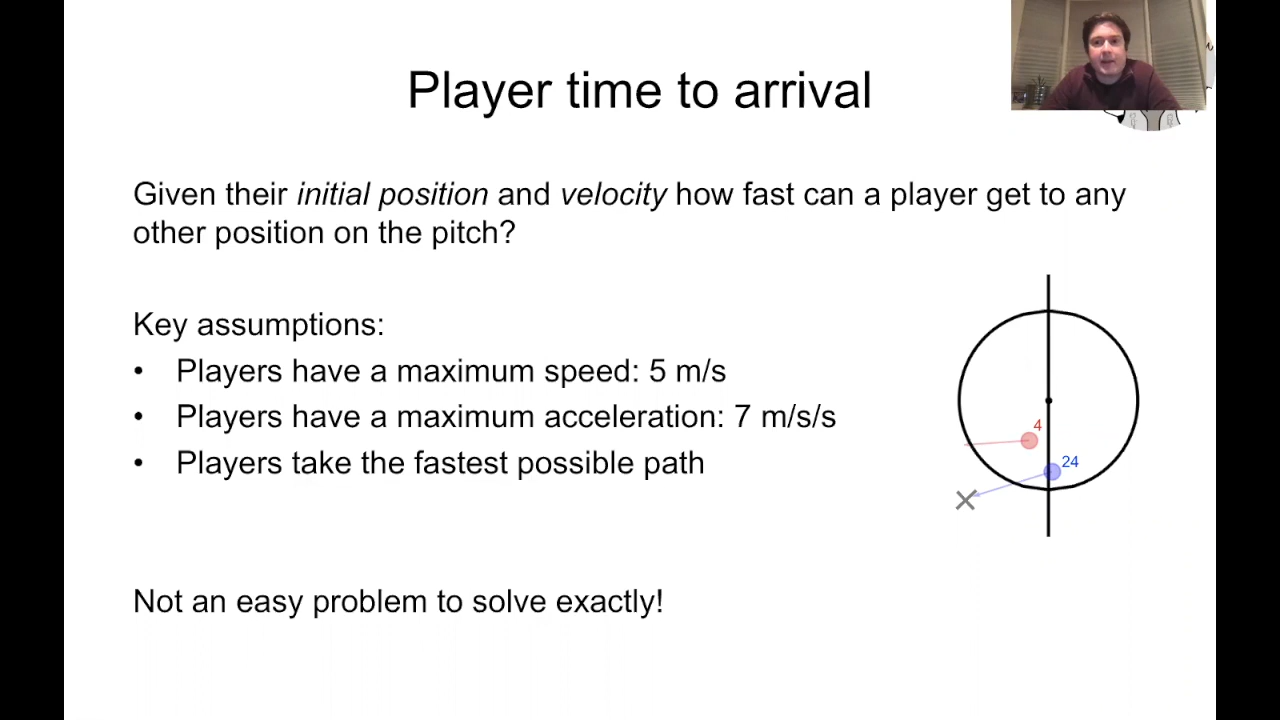 Player time to arrival
Given their initial position and velocity how fast can a player get to any
other position on the pitch?
Key assumptions:
• Players have a maximum speed: 5 m/s
• Players have a maximum acceleration: 7 m/s/s
• Players take the fastest possible path
4
24
Not an easy problem to solve exactly!